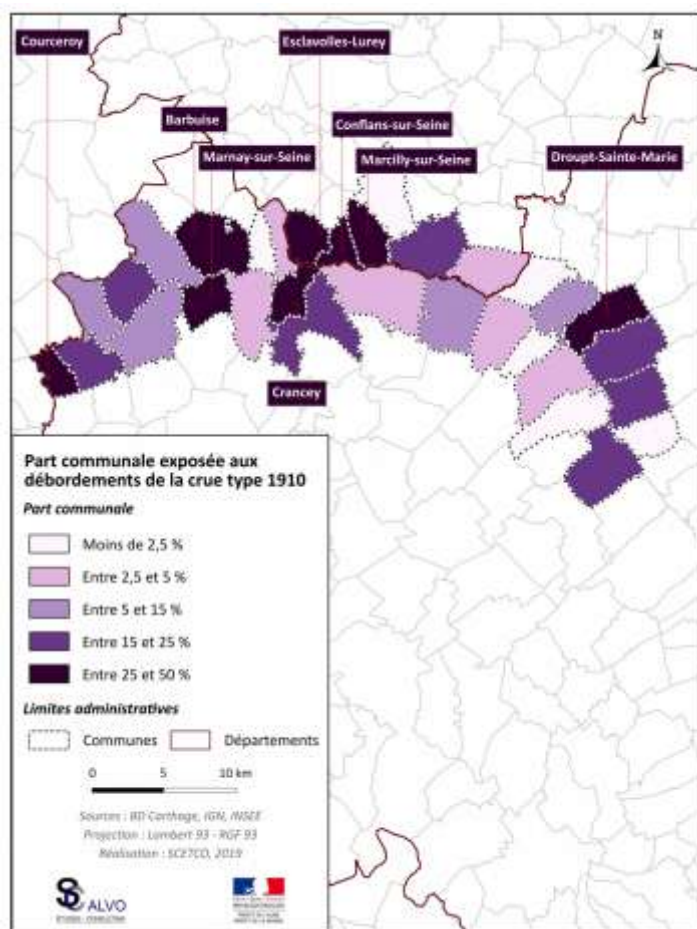 Courceroy
Esclavolles-Lurey
N
Barbuise
Conflans-sur-Seine
Marnay-sur-Seine
Marcilly-sur-Seine
Droupt-Sainte-Marie
Crancey
Part communale exposée aux
débordements de la crue type 1910
Part communale
Moins de 2,5 %
Entre 2,5 et 5 %
Entre 5 et 15 %
Entre 15 et 25 %
Entre 25 et 50 %
Limites administratives
Communes
Départements
0 5 10 km
Sources : BD Carthage, IGN, INSEE
Projection : Lambert 93 - RGF 93
Réalisation : SCETCO, 2019
ALVO